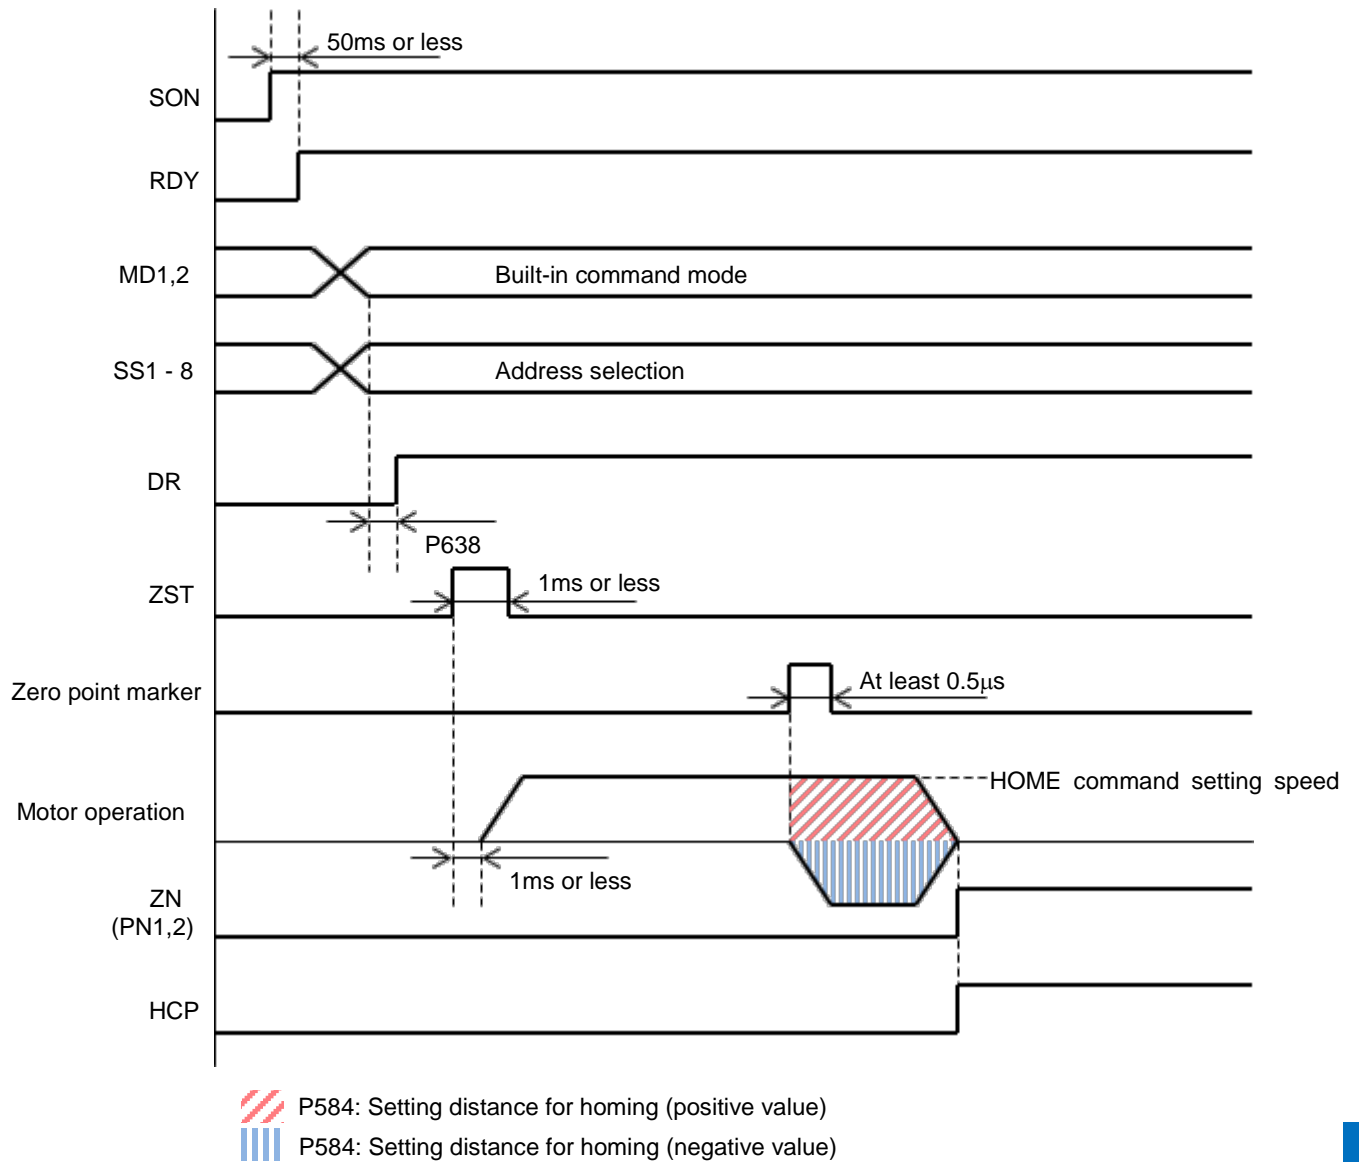 50ms or less
SON
RDY
MD1,2
Built-in command mode
SS1 - 8
Address selection
DR
P638
ZST
1ms or less
Zero point marker
At least 0.5μs
HOME command setting speed
Motor operation
1ms or less
ZN
(PN1,2)
HCP
P584: Setting distance for homing (positive value)
P584: Setting distance for homing (negative value)